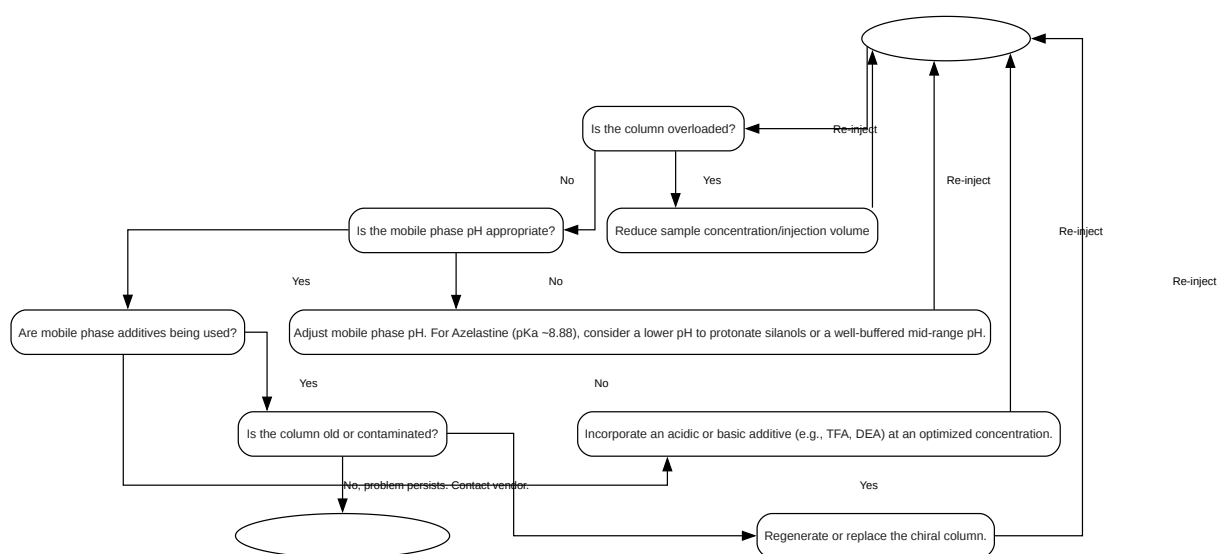 Is the column overloaded?
Re-inject
No
Yes
Re-inject
Is the mobile phase pH appropriate?
Reduce sample concentration/injection volume
Re-inject
Yes
No
Re-inject
Are mobile phase additives being used?
Adjust mobile phase pH. For Azelastine (pKa ~8.88), consider a lower pH to protonate silanols or a well-buffered mid-range pH.
Yes
No
Is the column old or contaminated?
Incorporate an acidic or basic additive (e.g., TFA, DEA) at an optimized concentration.
No, problem persists. Contact vendor.
Yes
Regenerate or replace the chiral column.